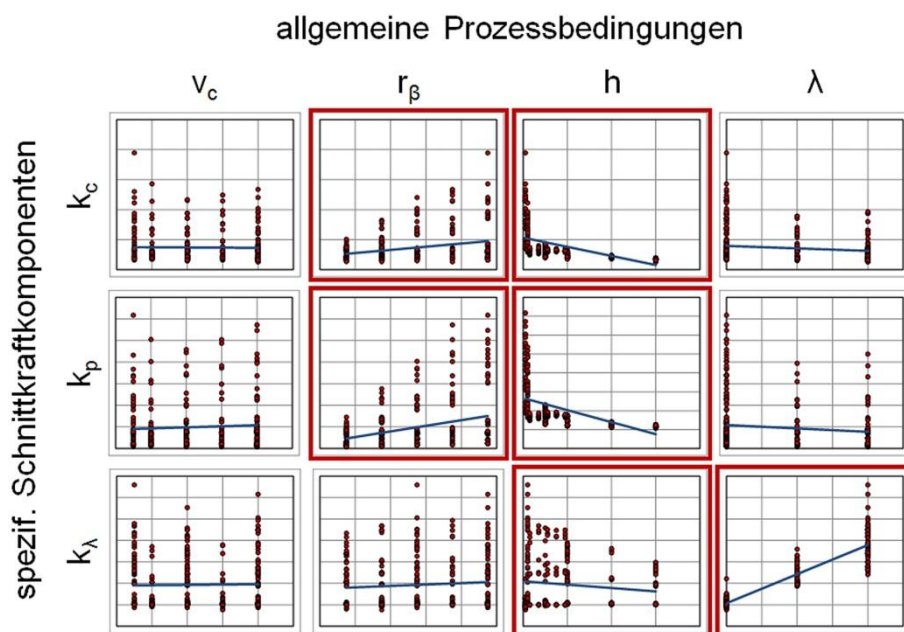 allgemeine Prozessbedingungen
v_c r_β h λ
spezif. Schnittkraftkomponenten
k_c
k_p
k_λ